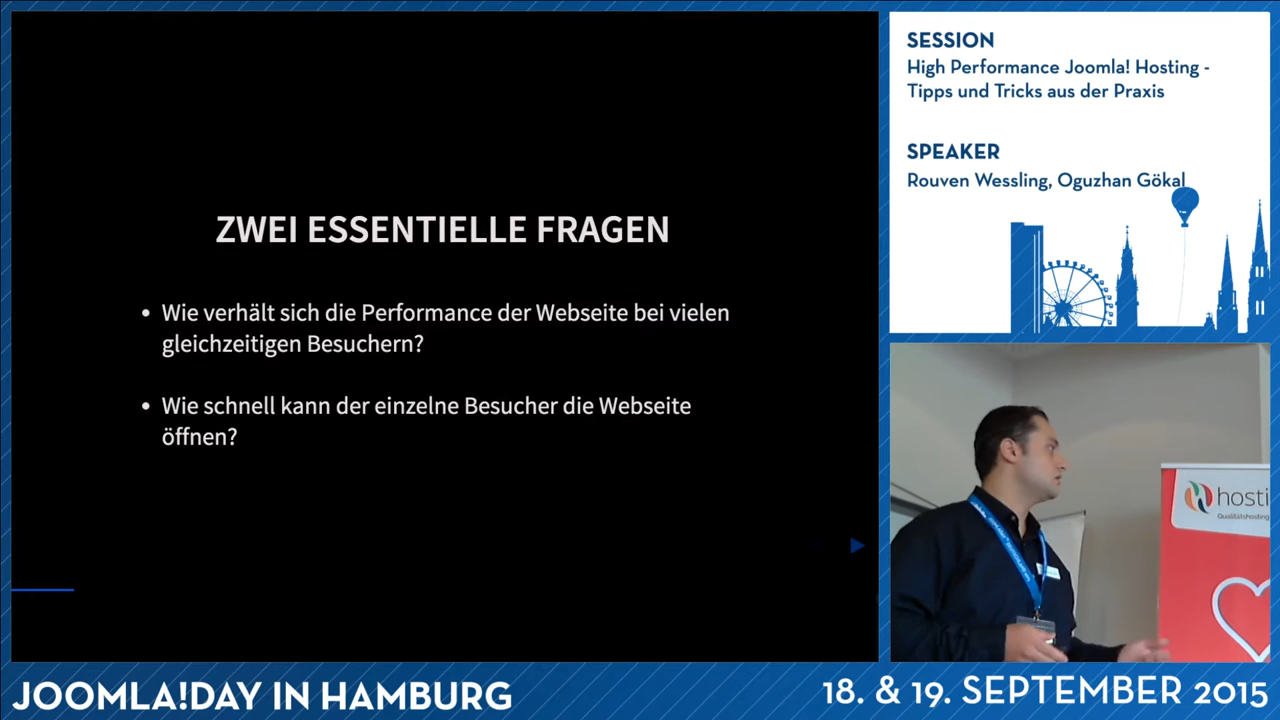 ZWEI ESSENTIELLE FRAGEN
• Wie verhält sich die Performance der Webseite bei vielen
gleichzeitigen Besuchern?
• Wie schnell kann der einzelne Besucher die Webseite
öffnen?
SESSION
High Performance Joomla! Hosting -
Tipps und Tricks aus der Praxis
SPEAKER
Rouven Wessling, Oguzhan Gökal
hosti
Qualitätshosting
JOOMLA!DAY IN HAMBURG
18. & 19. SEPTEMBER 2015